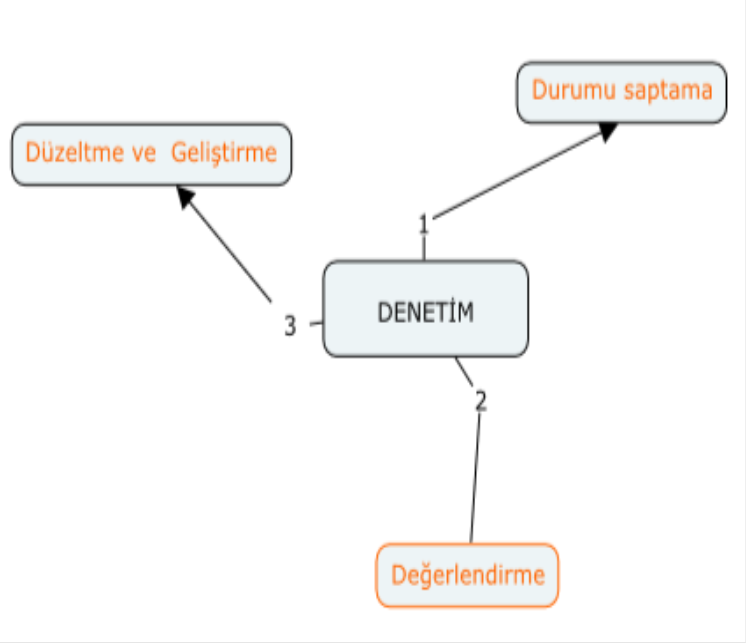 Durumu saptama
Düzeltme ve Geliştirme
1
DENETİM
3
2
Değerlendirme